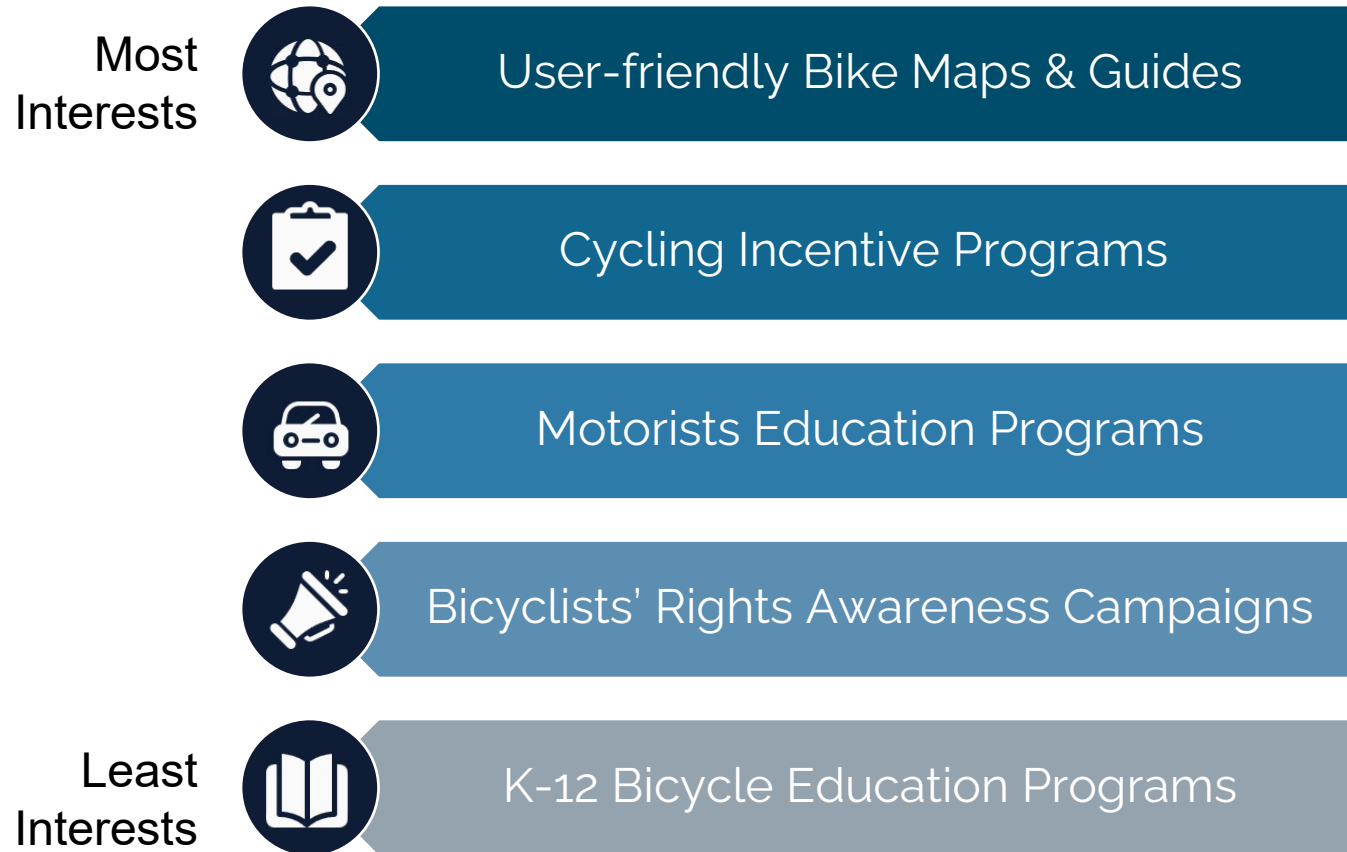 Most
Interests
User-friendly Bike Maps & Guides
Cycling Incentive Programs
Motorists Education Programs
Bicyclists’ Rights Awareness Campaigns
Least
Interests
K-12 Bicycle Education Programs